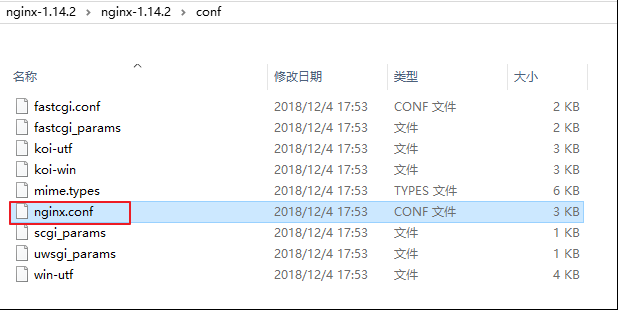 nginx-1.14.2 > nginx-1.14.2 > conf
名称 修改日期 类型 大小
fastcgi.conf 2018/12/4 17:53 CONF 文件 2 KB
fastcgi_params 2018/12/4 17:53 文件 2 KB
koi-utf 2018/12/4 17:53 文件 3 KB
koi-win 2018/12/4 17:53 文件 3 KB
mime.types 2018/12/4 17:53 TYPES 文件 6 KB
nginx.conf 2018/12/4 17:53 CONF 文件 3 KB
scgi_params 2018/12/4 17:53 文件 1 KB
uwsgi_params 2018/12/4 17:53 文件 1 KB
win-utf 2018/12/4 17:53 文件 4 KB